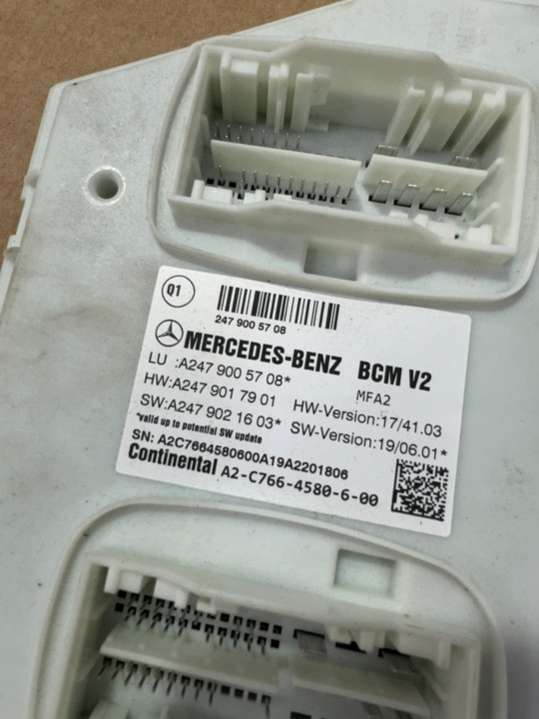 Q1
247 900 57 08
MERCEDES-BENZ BCM V2
LU :A247 900 57 08* MFA2
HW:A247 901 79 01 HW-Version:17/41.03
SW:A247 902 16 03* SW-Version:19/06.01*
*valid up to potential SW update
SN: A2C7664580600A19A2201806
Continental A2-C766-4580-6-00